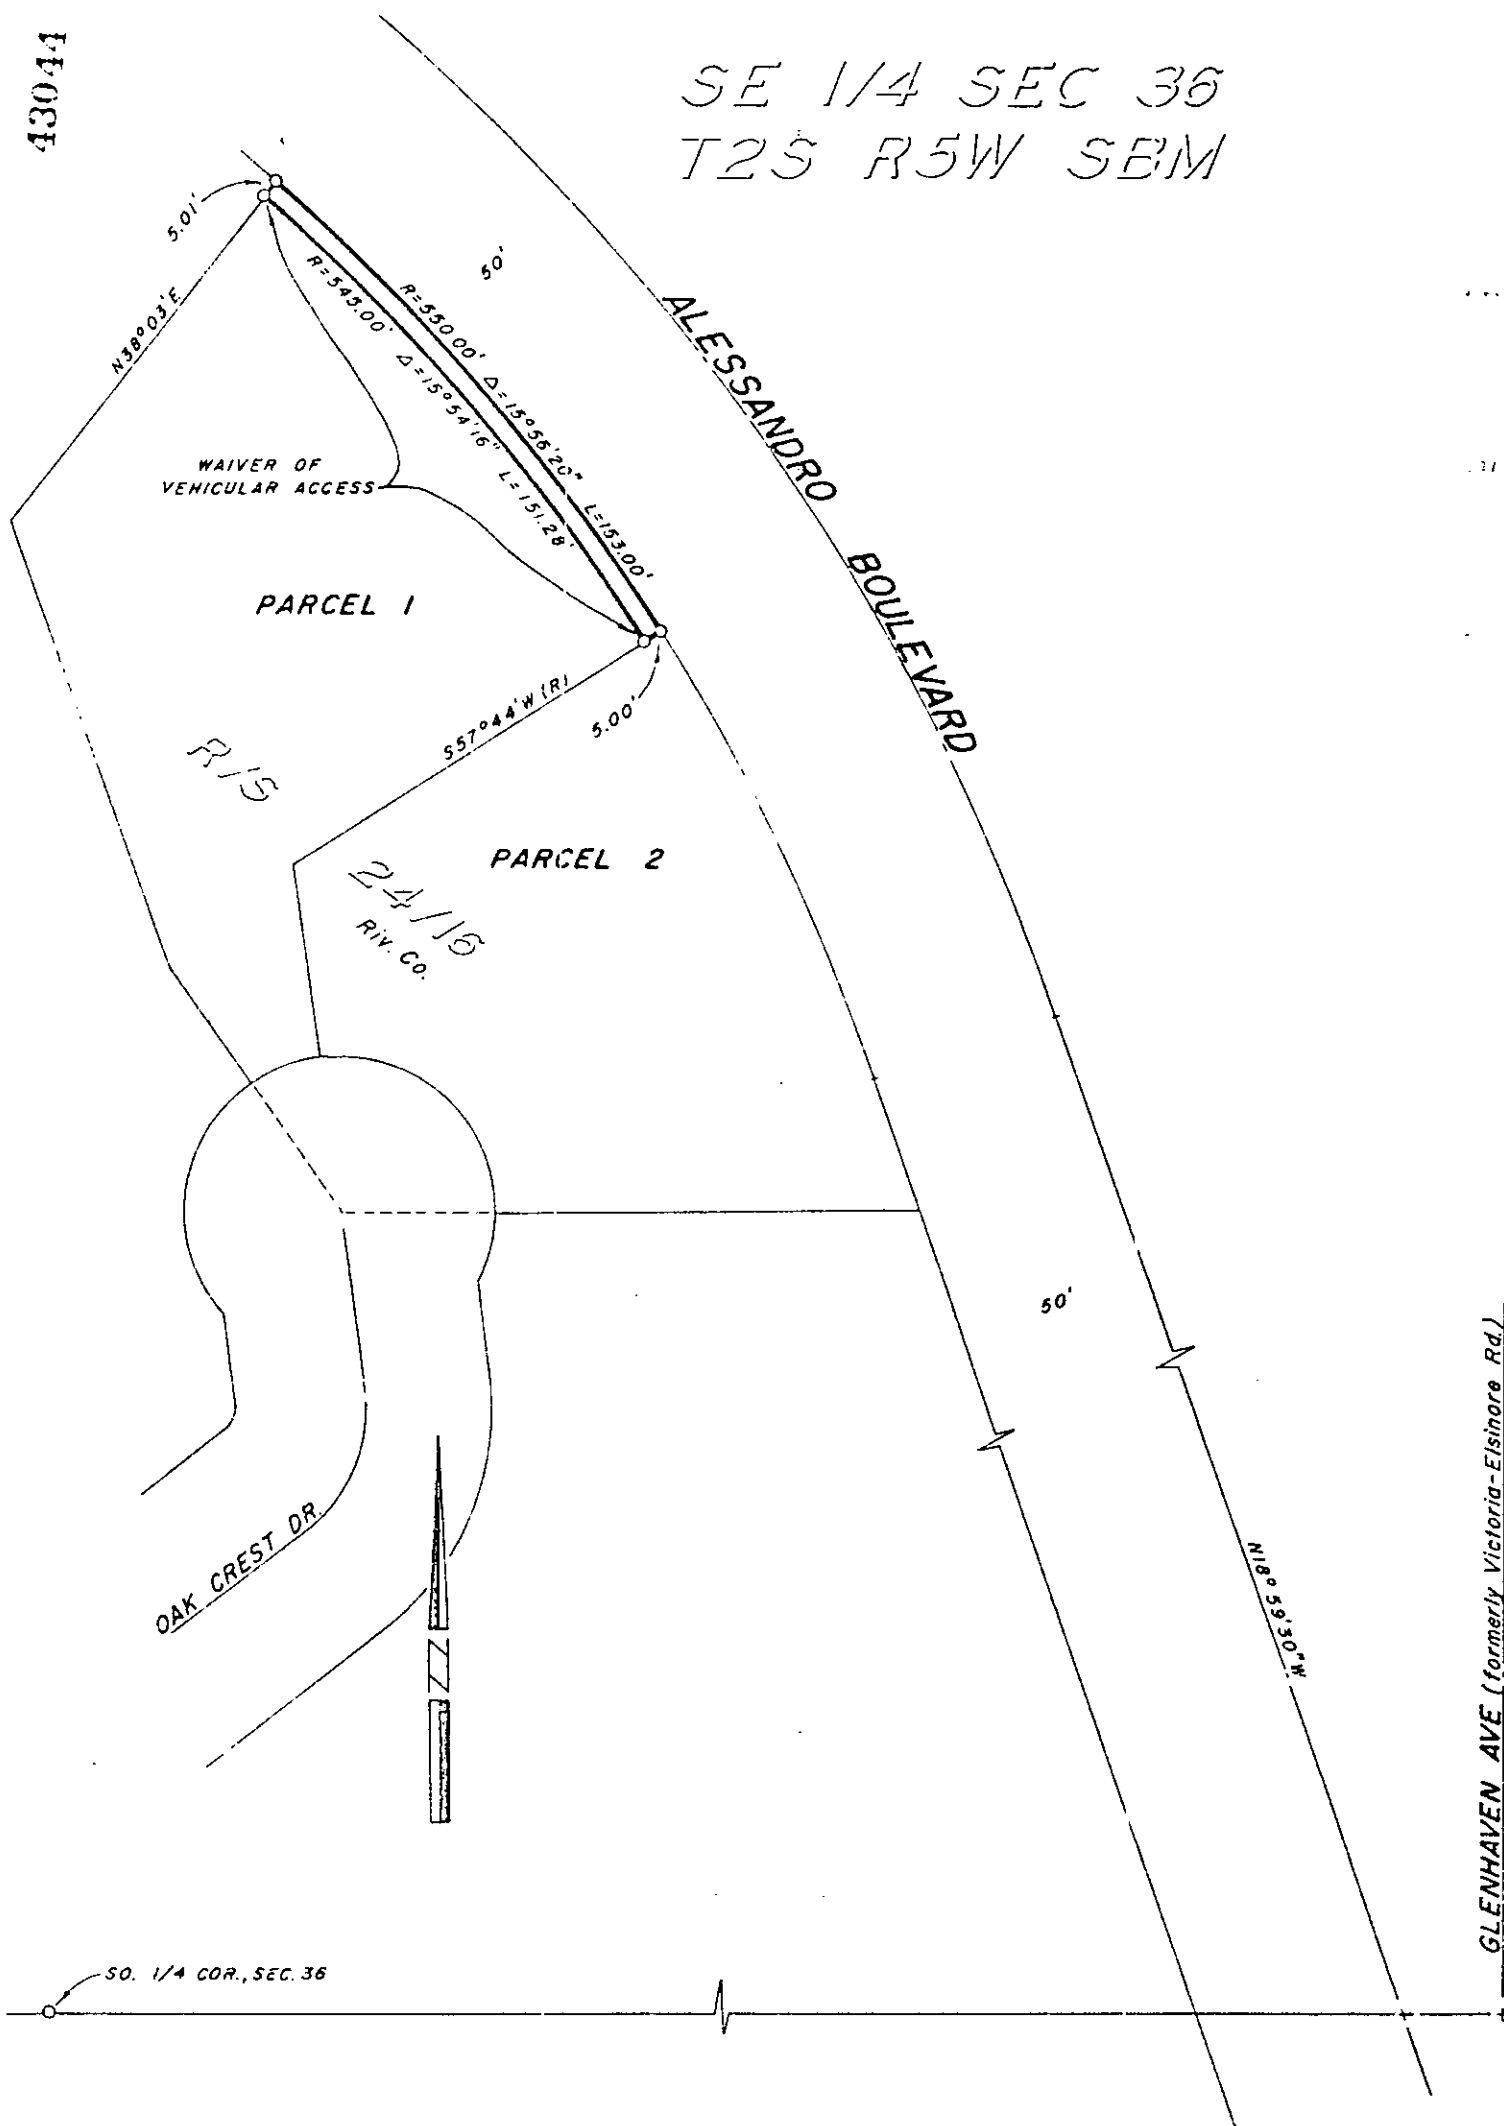 43044
SE 1/4 SEC 36
T2S R5W SBM
5.01'
50'
N38°03'E
R=545.00' Δ=15°54'16" L=151.28'
R=550.00' Δ=15°56'20" L=153.00'
ALESSANDRO BOULEVARD
WAIVER OF
VEHICULAR ACCESS
PARCEL 1
S57°44'W (R)
5.00'
R/S
24/16
RIV. CO.
PARCEL 2
50'
OAK CREST DR.
N
N18°59'30"W
GLENHAVEN AVE (formerly Victoria-Elsinore Rd.)
SO. 1/4 COR., SEC. 36